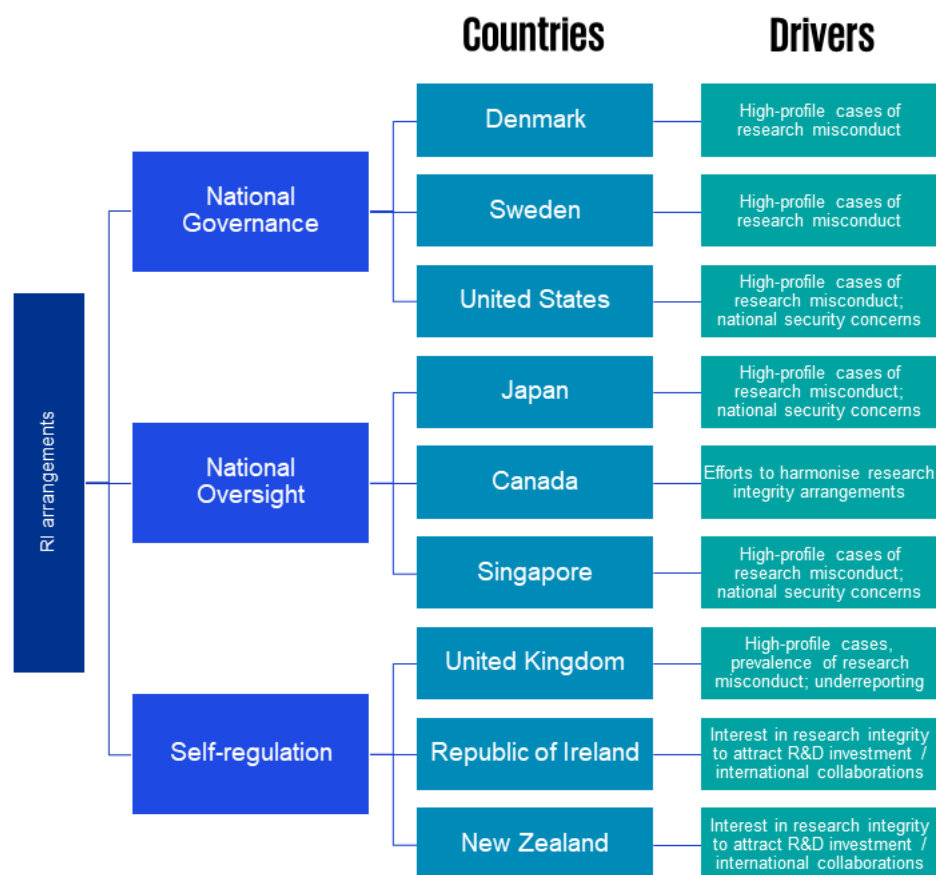 Countries
Drivers
RI arrangements
National
Governance
Denmark
High-profile cases of
research misconduct
Sweden
High-profile cases of
research misconduct
United States
High-profile cases of
research misconduct;
national security concerns
National
Oversight
Japan
High-profile cases of
research misconduct;
national security concerns
Canada
Efforts to harmonise research
integrity arrangements
Singapore
High-profile cases of
research misconduct;
national security concerns
Self-regulation
United Kingdom
High-profile cases,
prevalence of research
misconduct; underreporting
Republic of Ireland
Interest in research integrity
to attract R&D investment /
international collaborations
New Zealand
Interest in research integrity
to attract R&D investment /
international collaborations